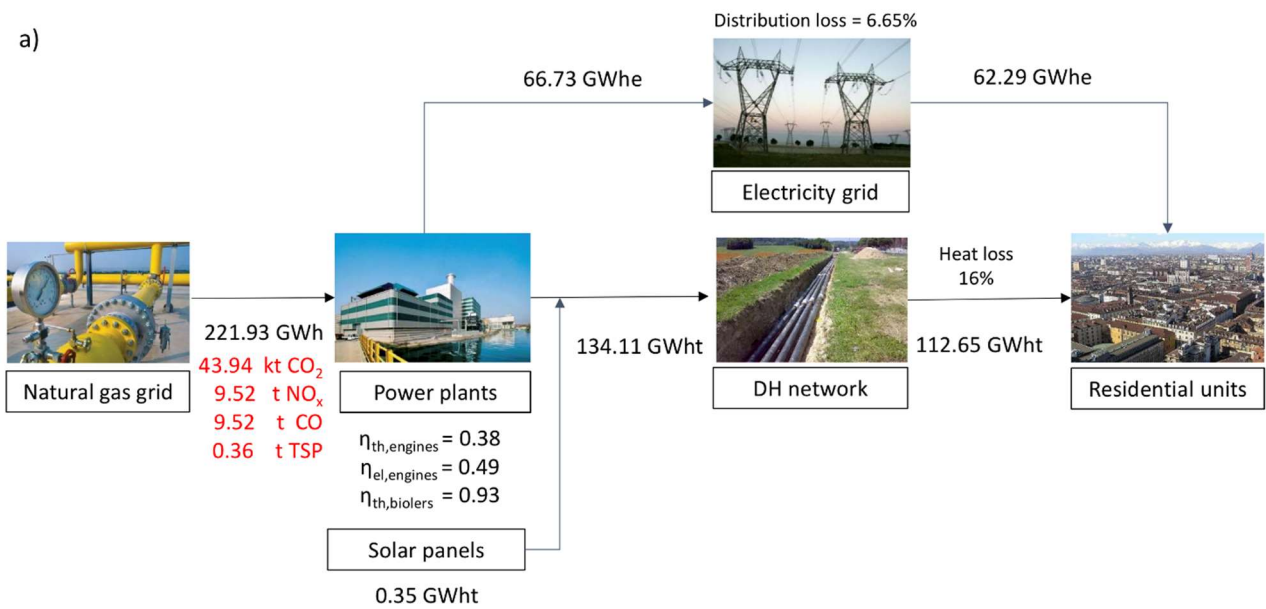 a)
Distribution loss = 6.65%
66.73 GWhe
62.29 GWhe
Electricity grid
Heat loss
16%
221.93 GWh
43.94 kt CO₂
9.52 t NOₓ
9.52 t CO
0.36 t TSP
134.11 GWht
112.65 GWht
Natural gas grid
Power plants
DH network
Residential units
η_th,engines = 0.38
η_el,engines = 0.49
η_th,biolers = 0.93
Solar panels
0.35 GWht